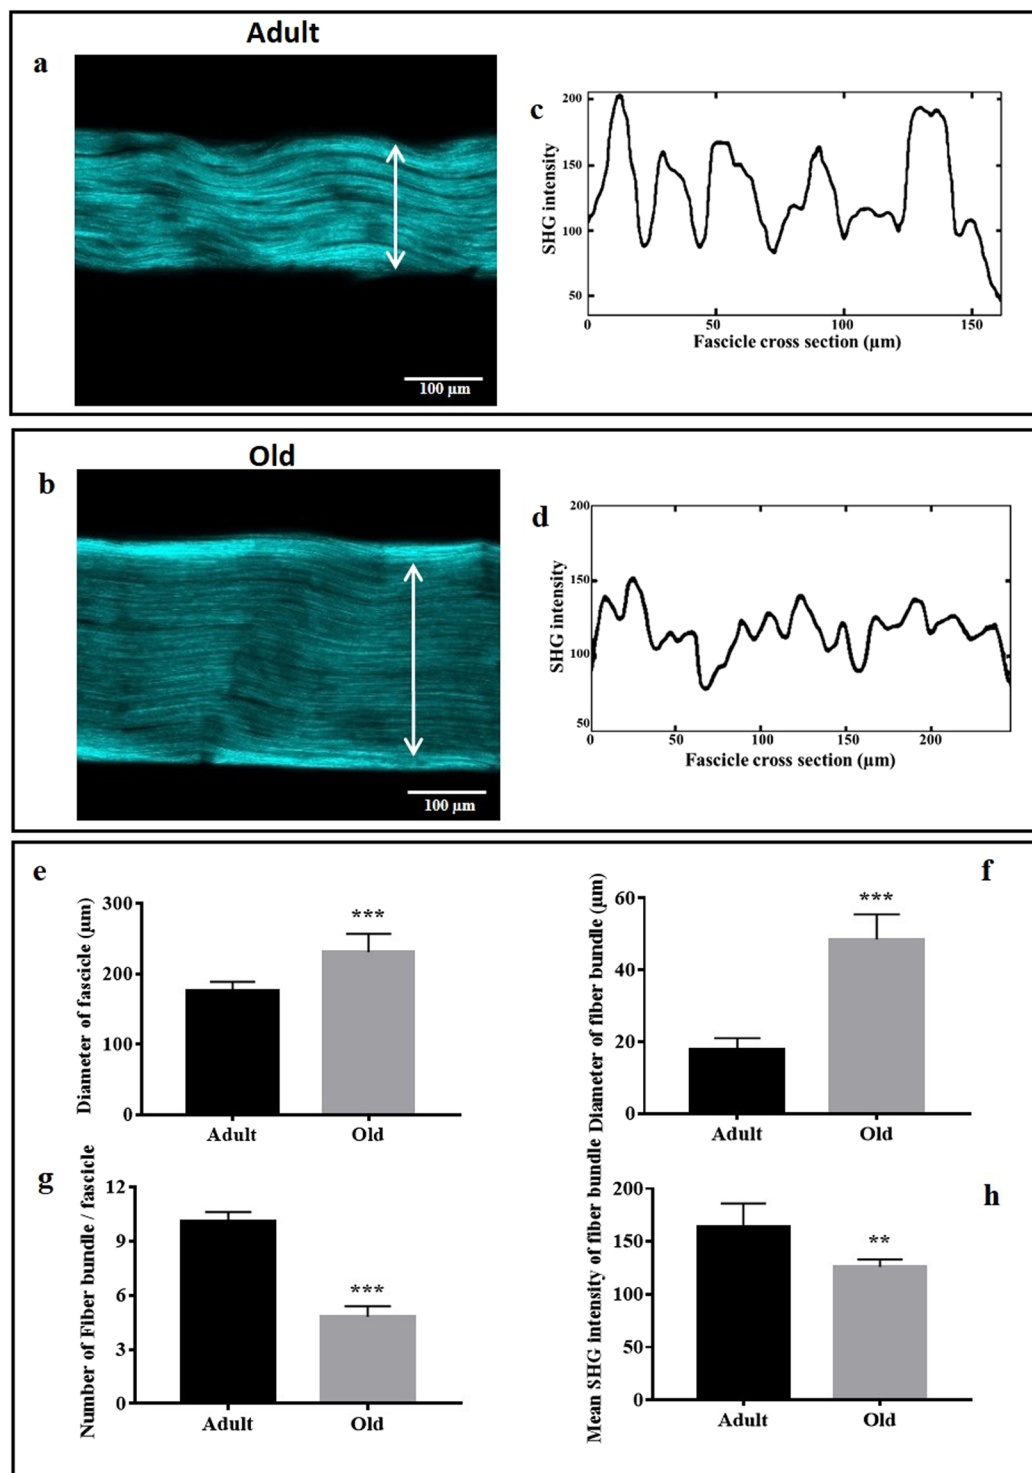 Adult
a
100 µm
c
SHG intensity
200
150
100
50
0
50
100
150
Fascicle cross section (µm)
Old
b
100 µm
d
SHG intensity
200
150
100
50
0
50
100
150
200
Fascicle cross section (µm)
e
Diameter of fascicle (µm)
300
200
100
0
***
Adult
Old
f
Diameter of fiber bundle (µm)
60
40
20
0
***
Adult
Old
g
Number of Fiber bundle / fascicle
12
9
6
3
0
***
Adult
Old
h
Mean SHG intensity of fiber bundle
200
150
100
50
0
**
Adult
Old